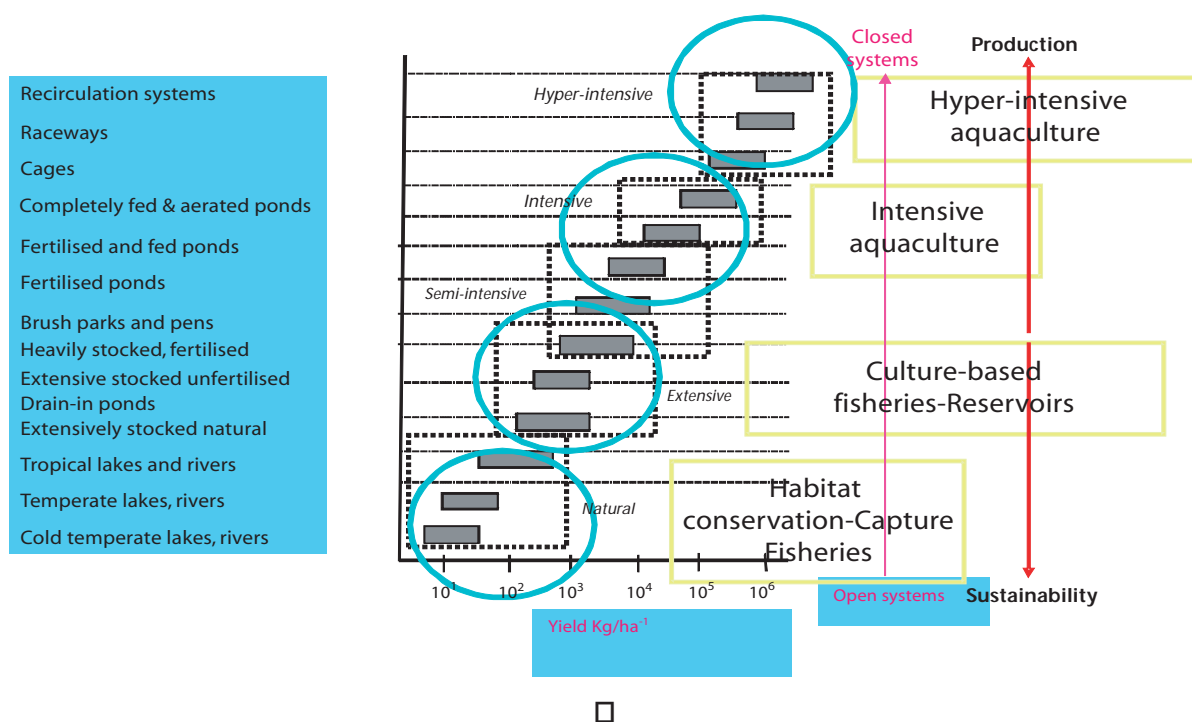 Recirculation systems
Raceways
Cages
Completely fed & aerated ponds
Fertilised and fed ponds
Fertilised ponds
Brush parks and pens
Heavily stocked, fertilised
Extensive stocked unfertilised
Drain-in ponds
Extensively stocked natural
Tropical lakes and rivers
Temperate lakes, rivers
Cold temperate lakes, rivers
Hyper-intensive
Intensive
Semi-intensive
Extensive
Natural
10¹
10²
10³
10⁴
10⁵
10⁶
Yield Kg/ha⁻¹
Closed
systems
Open systems
Production
Sustainability
Hyper-intensive
aquaculture
Intensive
aquaculture
Culture-based
fisheries-Reservoirs
Habitat
conservation-Capture
Fisheries